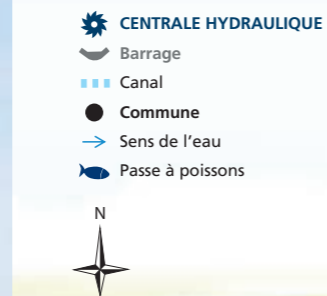 CENTRALE HYDRAULIQUE
Barrage
Canal
Commune
Sens de l'eau
Passe à poissons
N